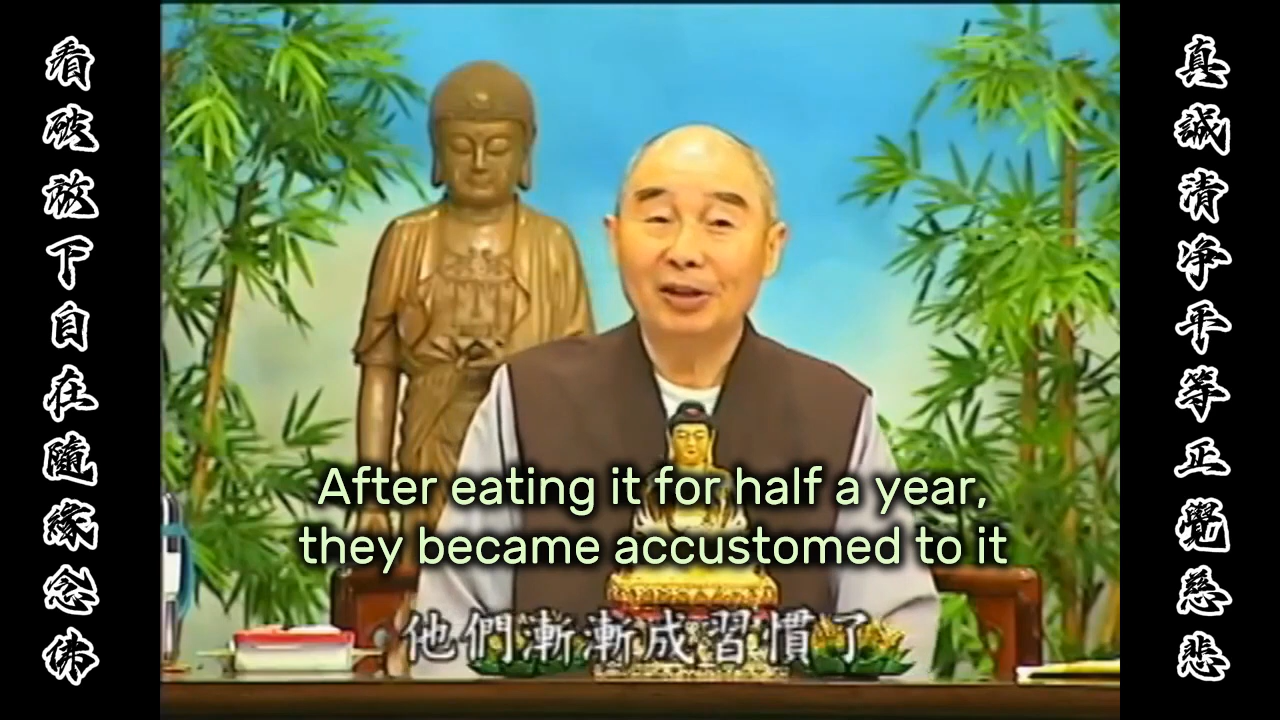 看破放下自在隨緣念佛
真誠清净平等正覺慈悲
After eating it for half a year,
they became accustomed to it
他們漸漸成習慣了